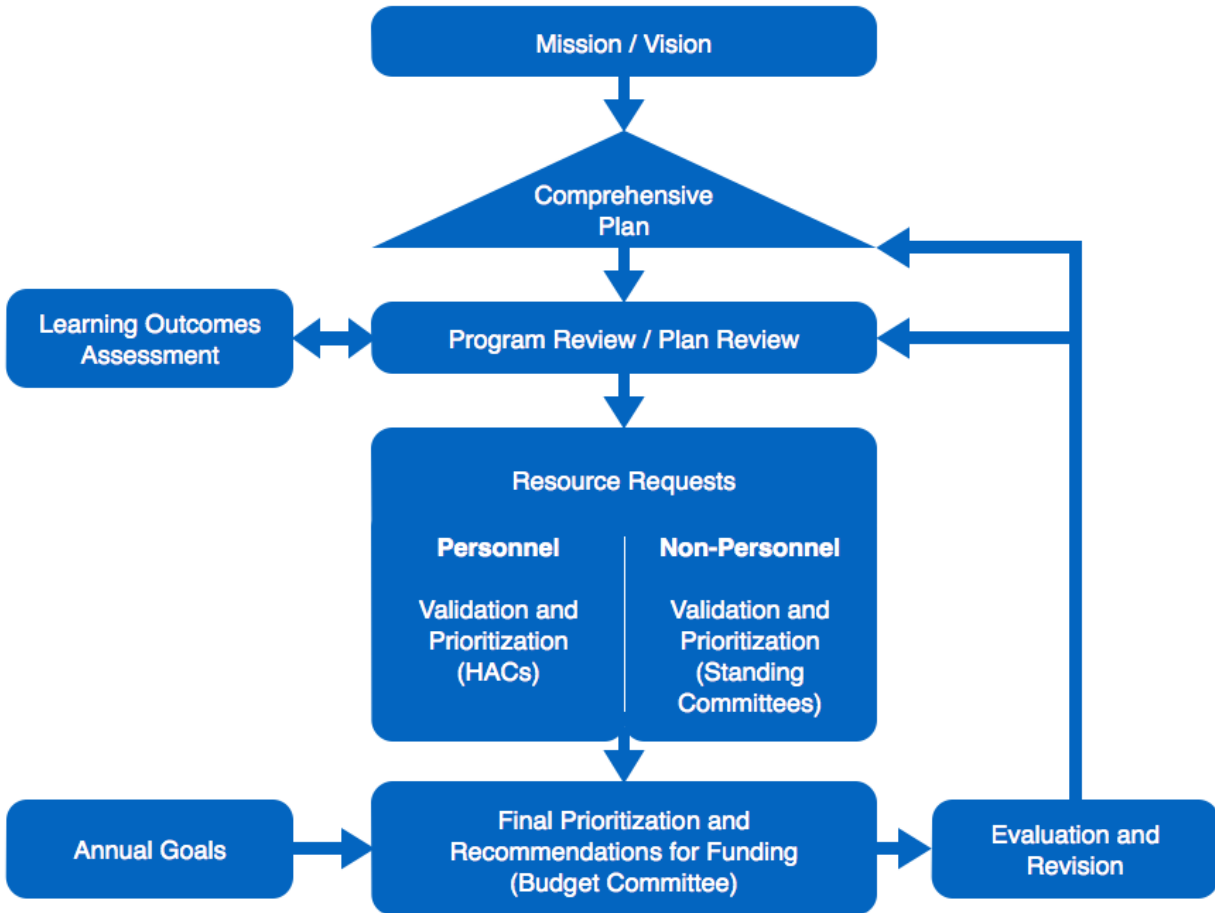 Mission / Vision
Comprehensive
Plan
Learning Outcomes
Assessment
Program Review / Plan Review
Resource Requests
Personnel
Validation and
Prioritization
(HACs)
Non-Personnel
Validation and
Prioritization
(Standing
Committees)
Annual Goals
Final Prioritization and
Recommendations for Funding
(Budget Committee)
Evaluation and
Revision